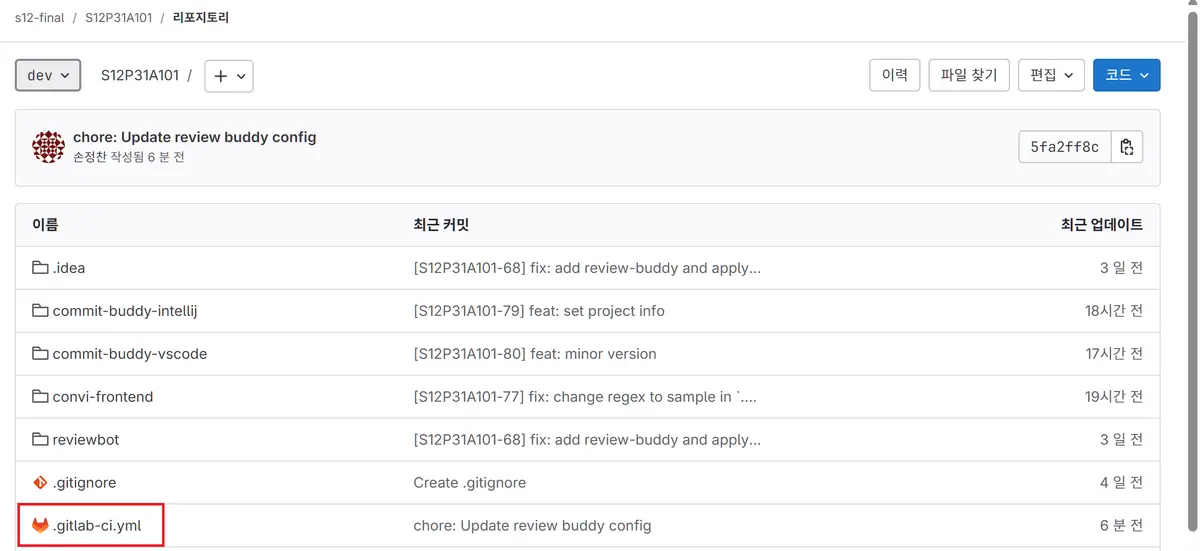 s12-final / S12P31A101 / 리포지토리
dev S12P31A101 / + 이력 파일 찾기 편집 코드
chore: Update review buddy config
손정찬 작성됨 6 분 전
5fa2ff8c
이름 최근 커밋 최근 업데이트
.idea [S12P31A101-68] fix: add review-buddy and apply... 3 일 전
commit-buddy-intellij [S12P31A101-79] feat: set project info 18시간 전
commit-buddy-vscode [S12P31A101-80] feat: minor version 17시간 전
convi-frontend [S12P31A101-77] fix: change regex to sample in `.... 19시간 전
reviewbot [S12P31A101-68] fix: add review-buddy and apply... 3 일 전
.gitignore Create .gitignore 4 일 전
.gitlab-ci.yml chore: Update review buddy config 6 분 전